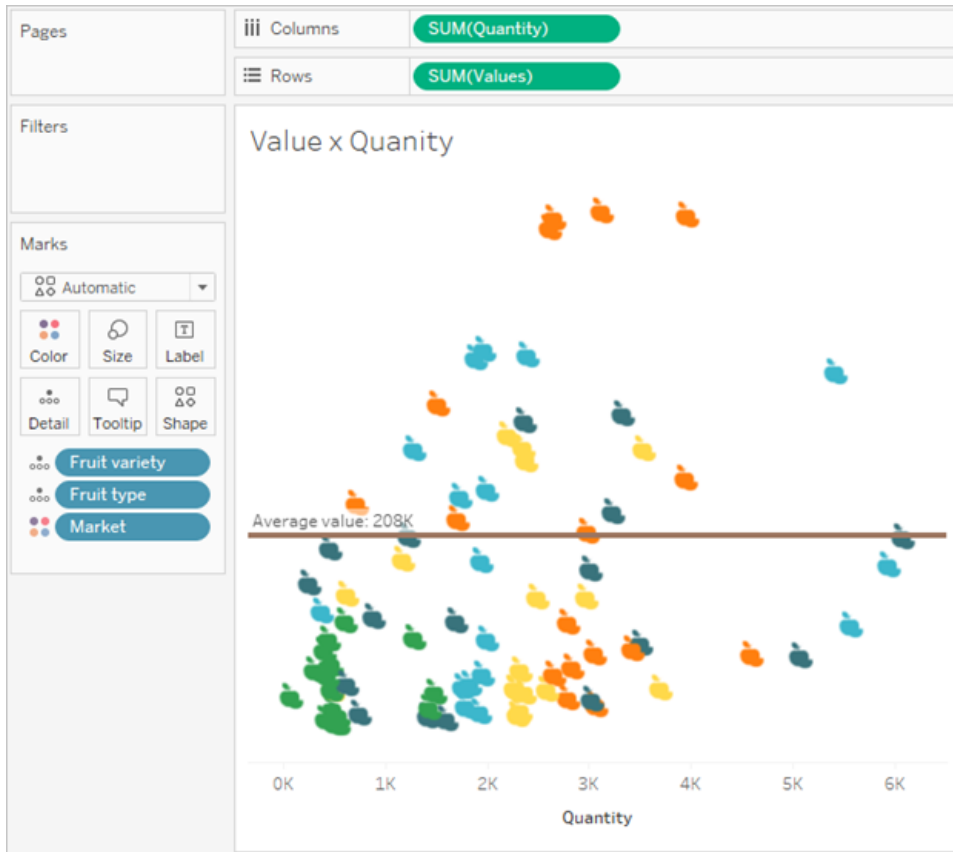 Pages
Columns
SUM(Quantity)
Rows
SUM(Values)
Filters
Marks
Automatic
Color
Size
Label
Detail
Tooltip
Shape
Fruit variety
Fruit type
Market
Value x Quanity
Average value: 208K
0K
1K
2K
3K
4K
5K
6K
Quantity